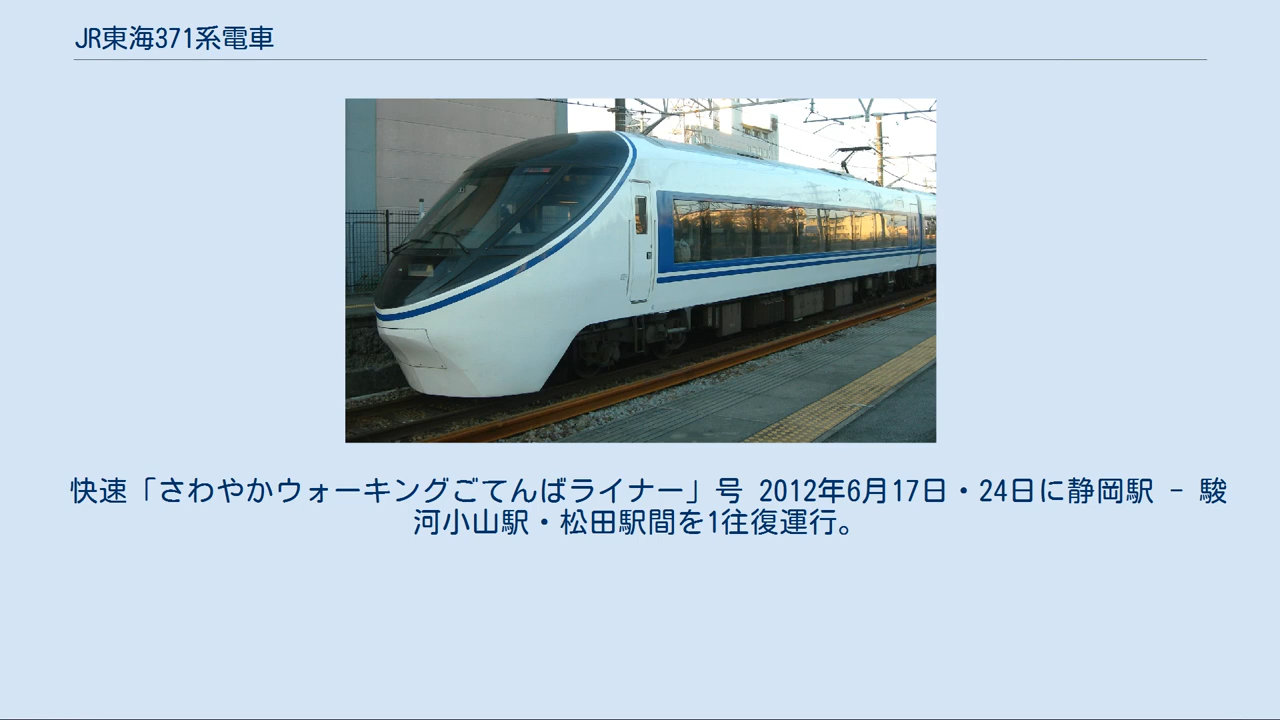 JR東海371系電車
快速「さわやかウォーキングごてんばライナー」号 2012年6月17日・24日に静岡駅 - 駿
河小山駅・松田駅間を1往復運行。